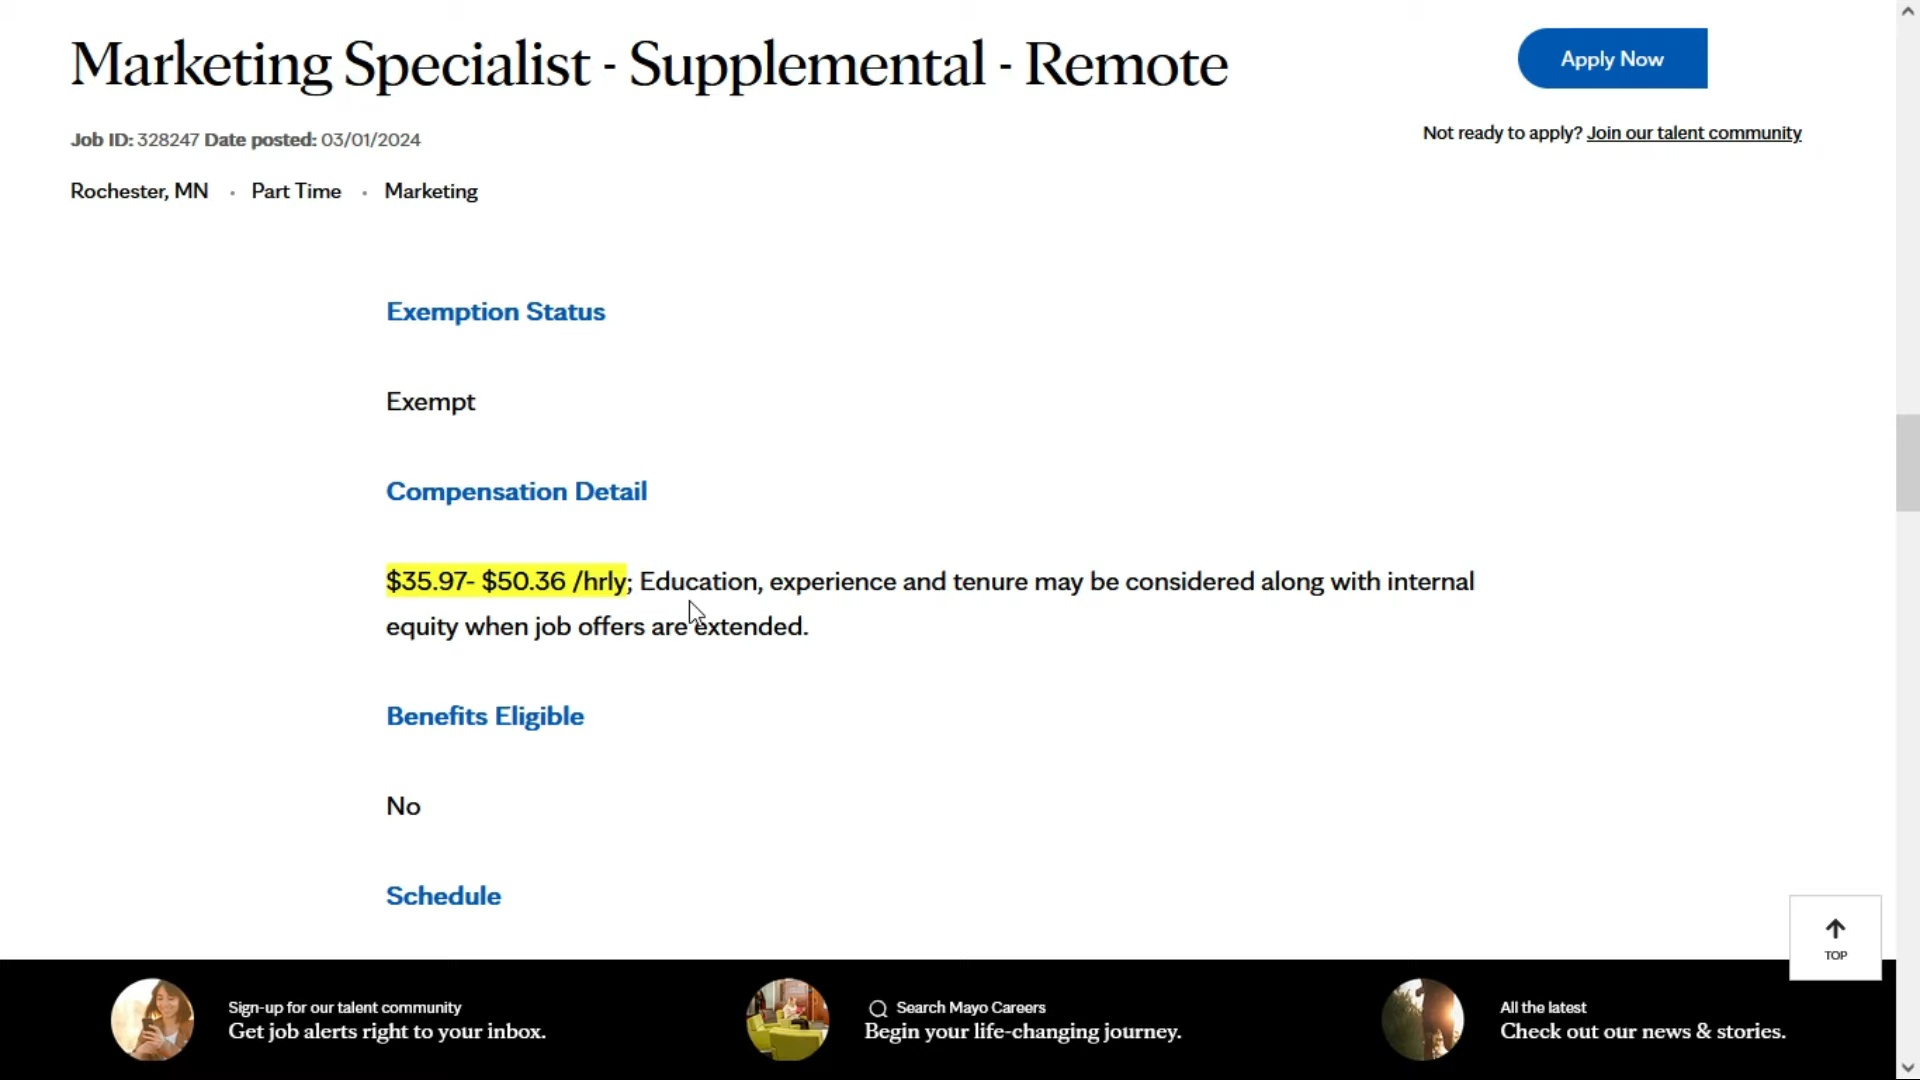 Marketing Specialist - Supplemental - Remote
Apply Now
Job ID: 328247 Date posted: 03/01/2024
Not ready to apply? Join our talent community
Rochester, MN • Part Time • Marketing
Exemption Status
Exempt
Compensation Detail
$35.97- $50.36 /hrly; Education, experience and tenure may be considered along with internal
equity when job offers are extended.
Benefits Eligible
No
Schedule
TOP
Sign-up for our talent community
Get job alerts right to your inbox.
Search Mayo Careers
Begin your life-changing journey.
All the latest
Check out our news & stories.